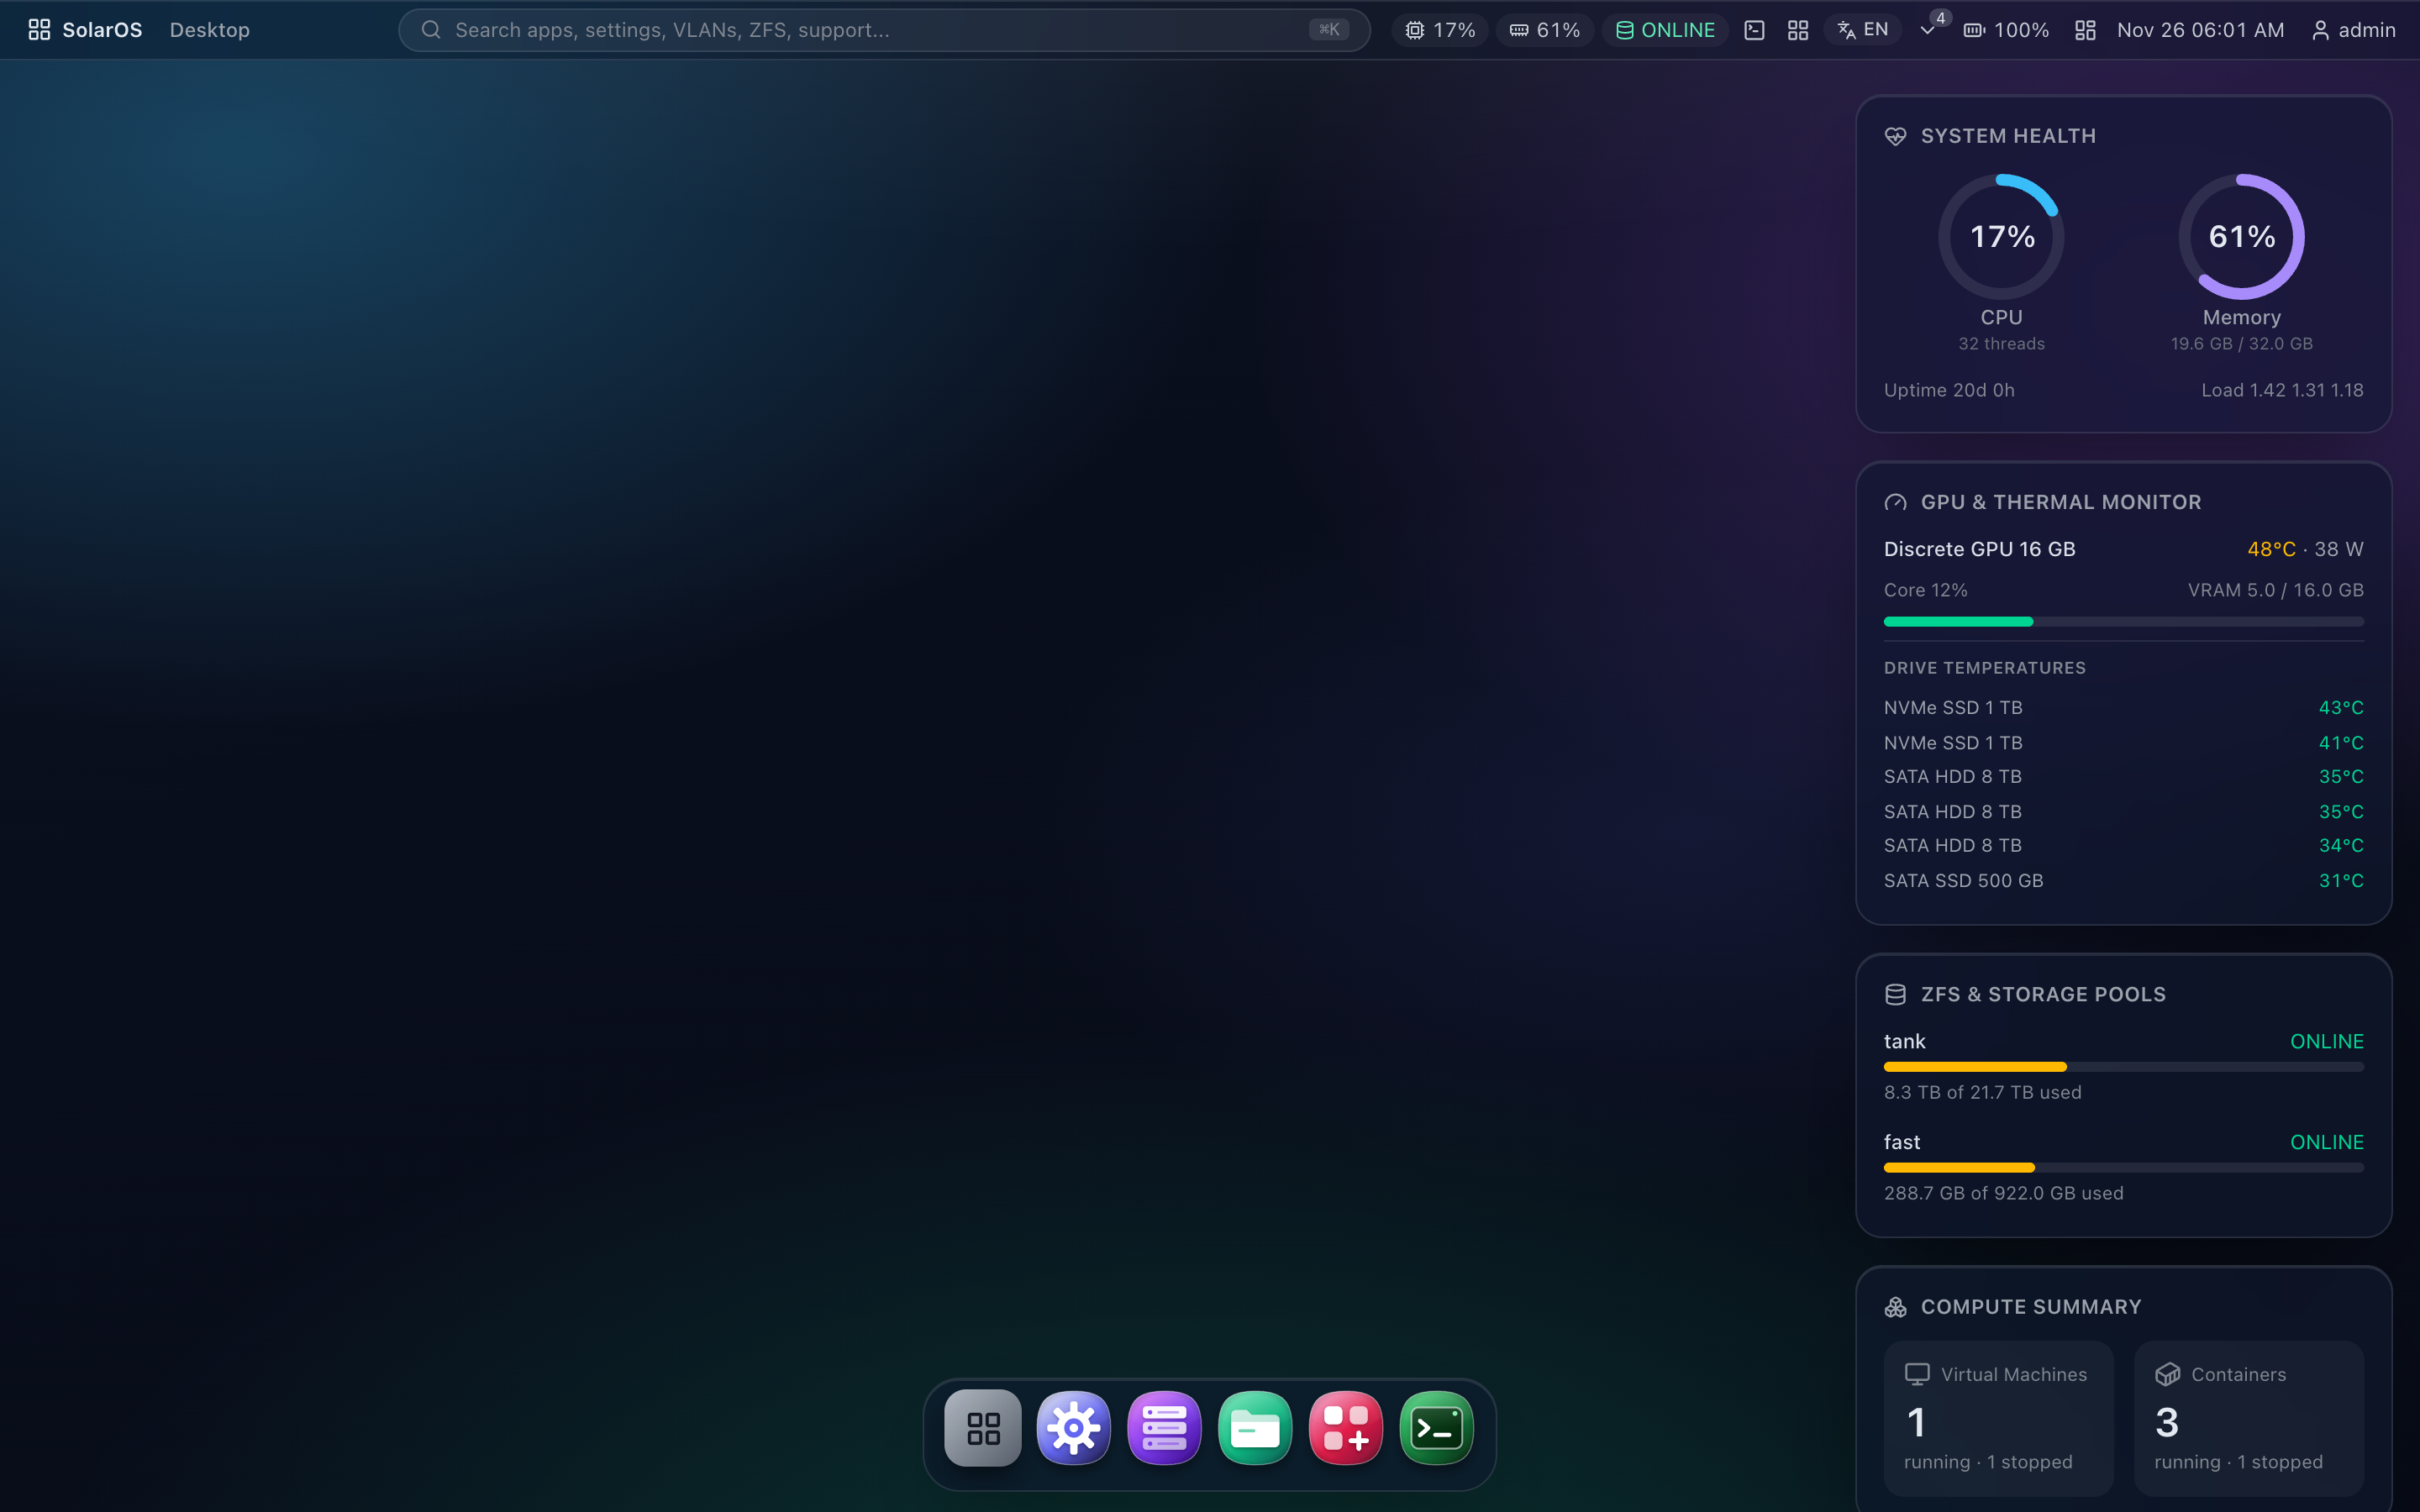 SolarOS Desktop Search apps, settings, VLANs, ZFS, support... ⌘K 17% 61% ONLINE EN 4 100% Nov 26 06:01 AM admin
SYSTEM HEALTH
17% 61%
CPU Memory
32 threads 19.6 GB / 32.0 GB
Uptime 20d 0h Load 1.42 1.31 1.18
GPU & THERMAL MONITOR
Discrete GPU 16 GB 48°C · 38 W
Core 12% VRAM 5.0 / 16.0 GB
DRIVE TEMPERATURES
NVMe SSD 1 TB 43°C
NVMe SSD 1 TB 41°C
SATA HDD 8 TB 35°C
SATA HDD 8 TB 35°C
SATA HDD 8 TB 34°C
SATA SSD 500 GB 31°C
ZFS & STORAGE POOLS
tank ONLINE
8.3 TB of 21.7 TB used
fast ONLINE
288.7 GB of 922.0 GB used
COMPUTE SUMMARY
Virtual Machines Containers
1 3
running · 1 stopped running · 1 stopped